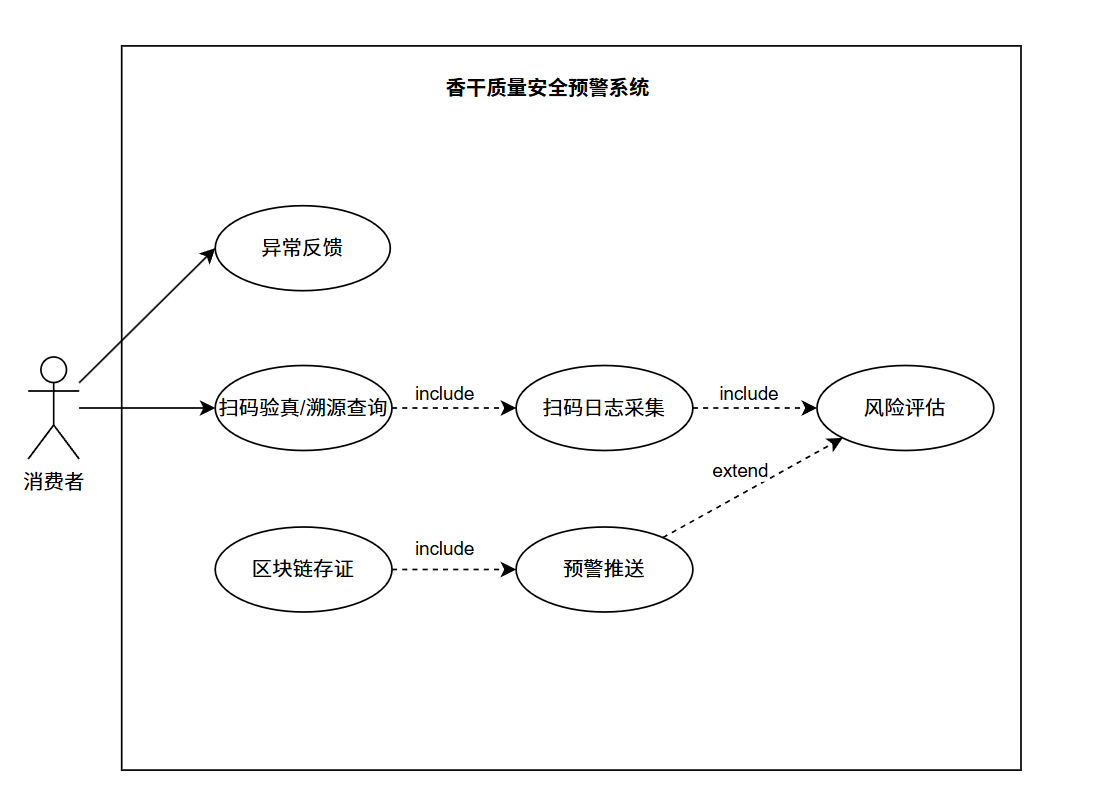 香干质量安全预警系统
异常反馈
扫码验真/溯源查询
include
扫码日志采集
include
风险评估
消费者
extend
区块链存证
include
预警推送